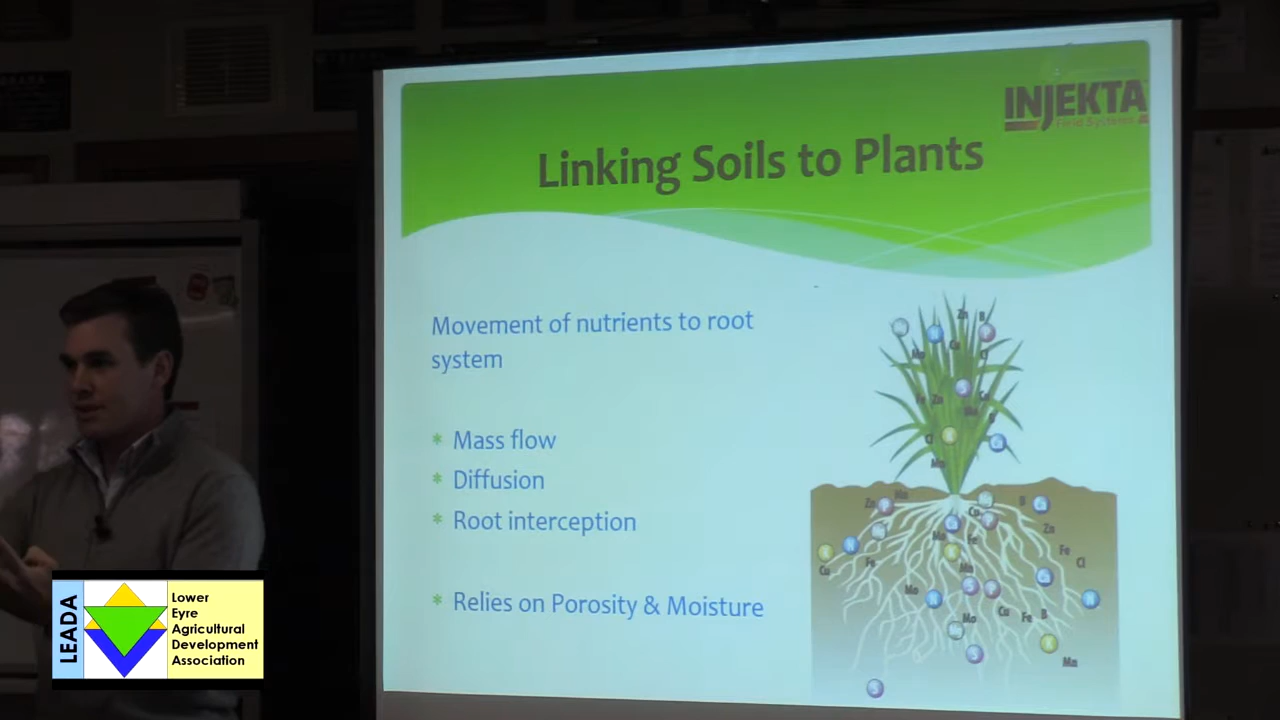 INJEKTA
Field Systems
Linking Soils to Plants
Movement of nutrients to root
system
* Mass flow
* Diffusion
* Root interception
* Relies on Porosity & Moisture
LEADA
Lower
Eyre
Agricultural
Development
Association